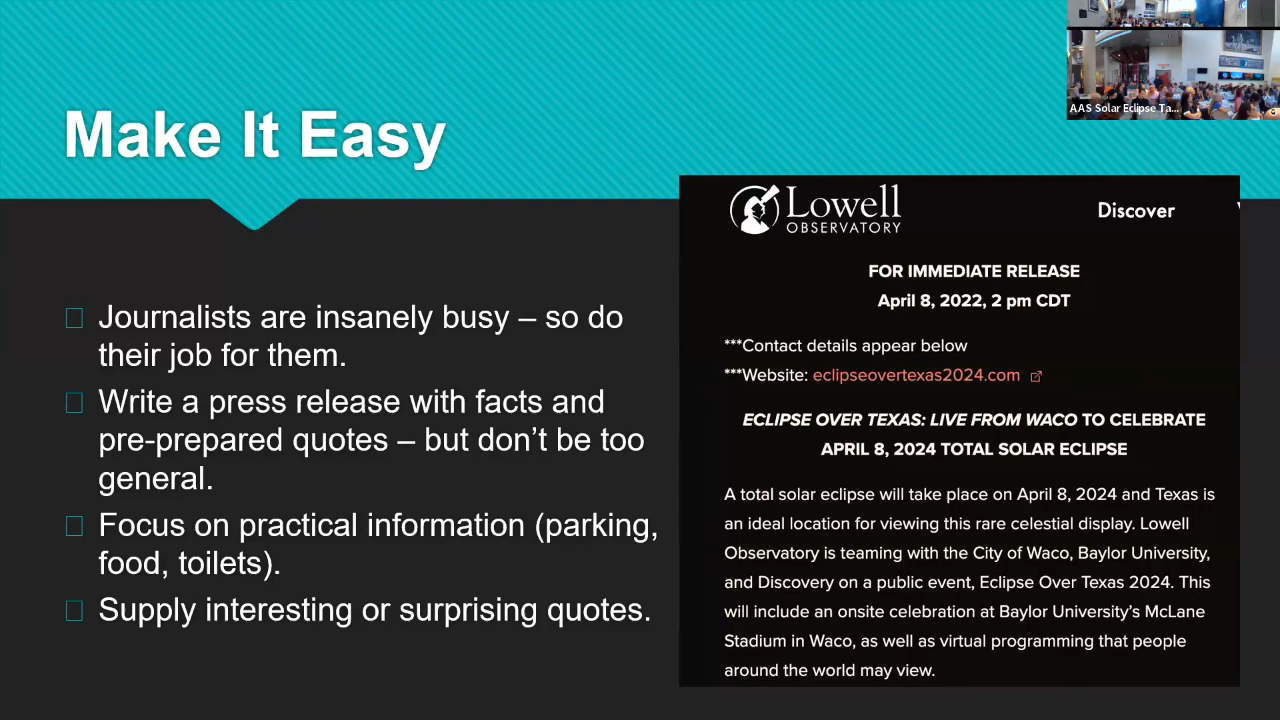 AAS Solar Eclipse Ta...
Make It Easy
Journalists are insanely busy – so do
their job for them.
Write a press release with facts and
pre-prepared quotes – but don’t be too
general.
Focus on practical information (parking,
food, toilets).
Supply interesting or surprising quotes.
Lowell
OBSERVATORY
Discover
FOR IMMEDIATE RELEASE
April 8, 2022, 2 pm CDT
***Contact details appear below
***Website: eclipseovertexas2024.com
ECLIPSE OVER TEXAS: LIVE FROM WACO TO CELEBRATE
APRIL 8, 2024 TOTAL SOLAR ECLIPSE
A total solar eclipse will take place on April 8, 2024 and Texas is
an ideal location for viewing this rare celestial display. Lowell
Observatory is teaming with the City of Waco, Baylor University,
and Discovery on a public event, Eclipse Over Texas 2024. This
will include an onsite celebration at Baylor University’s McLane
Stadium in Waco, as well as virtual programming that people
around the world may view.